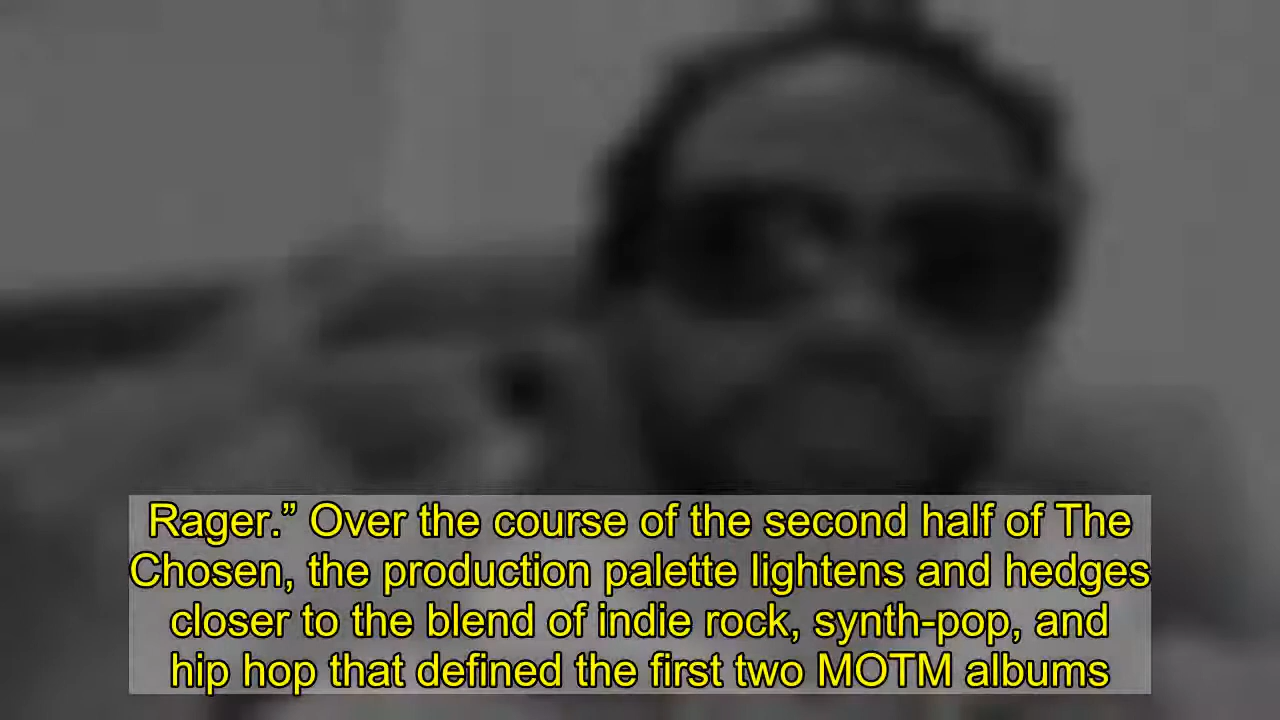 Rager.” Over the course of the second half of The
Chosen, the production palette lightens and hedges
closer to the blend of indie rock, synth-pop, and
hip hop that defined the first two MOTM albums